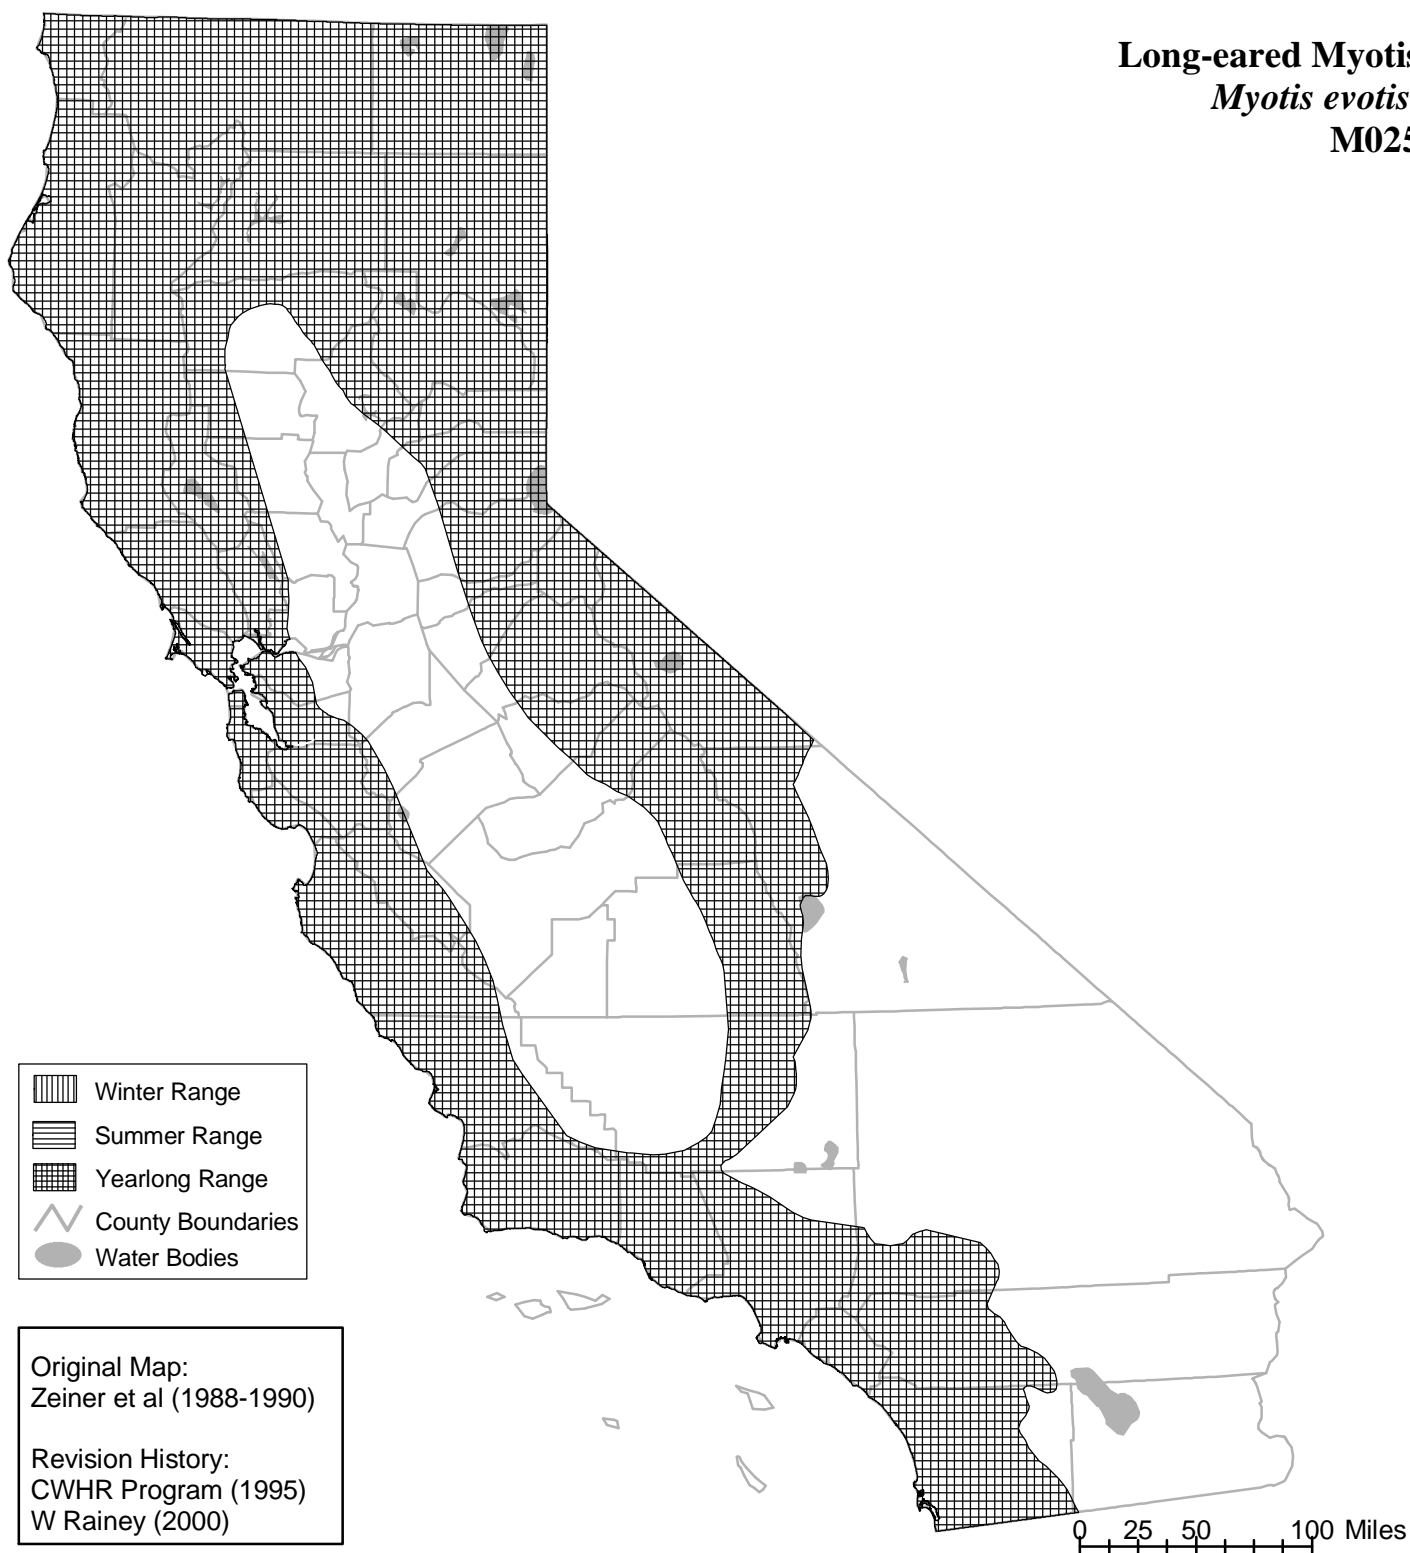 Long-eared Myotis
Myotis evotis
M025
Winter Range
Summer Range
Yearlong Range
County Boundaries
Water Bodies
Original Map:
Zeiner et al (1988-1990)
Revision History:
CWHR Program (1995)
W Rainey (2000)
0 25 50 100 Miles